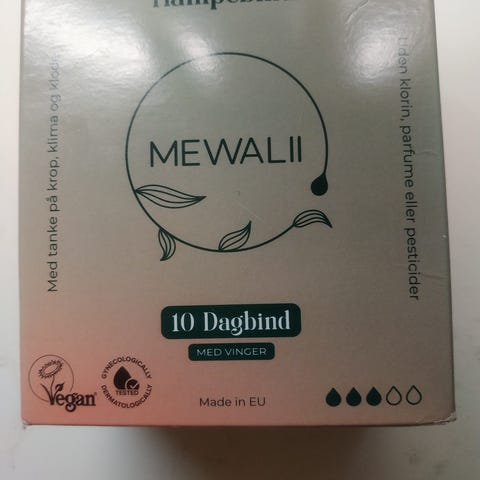 Med tanke på krop, klima og klode
Uden klorin, parfume eller pesticider
MEWALII
10 Dagbind
MED VINGER
Vegan
GYNECOLOGICALLY
TESTED
DERMATOLOGICALLY
Made in EU